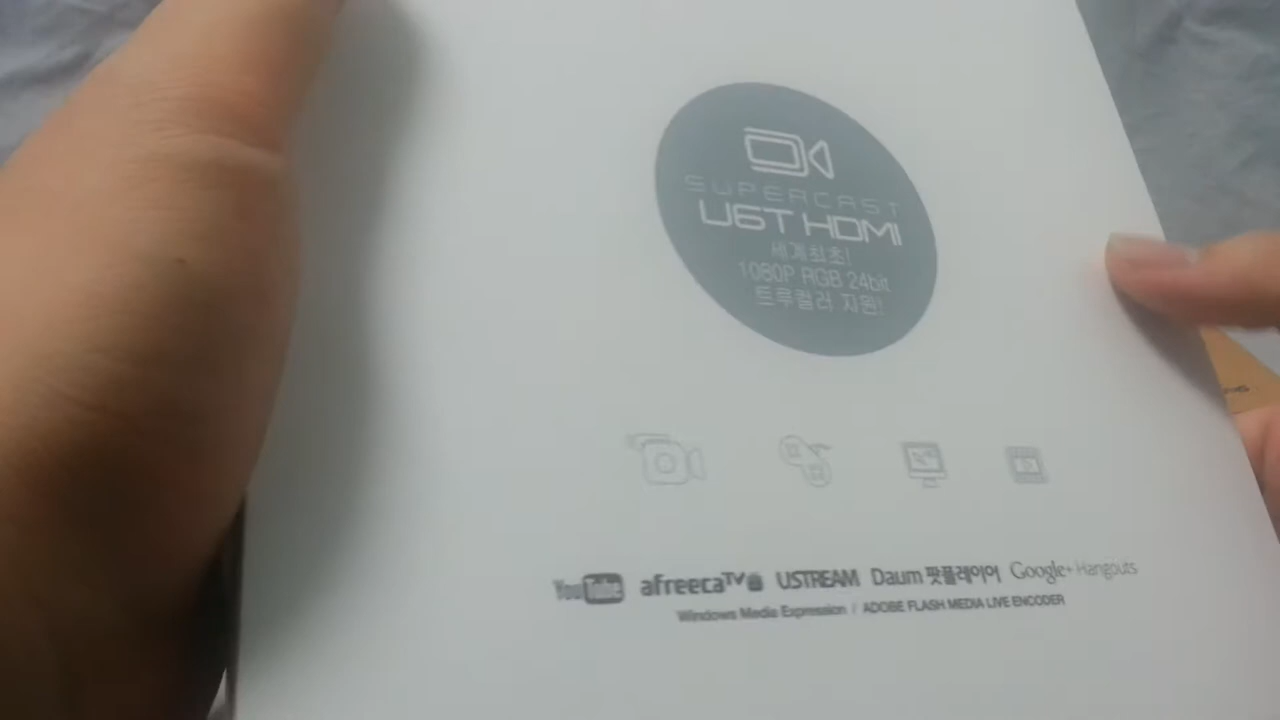 SUPERCAST
U6T HDMI
세계최초!
1080P RGB 24bit
트루컬러 지원!
YouTube afreecaTV USTREAM Daum 팟플레이어 Google+ Hangouts
Windows Media Expression / ADOBE FLASH MEDIA LIVE ENCODER